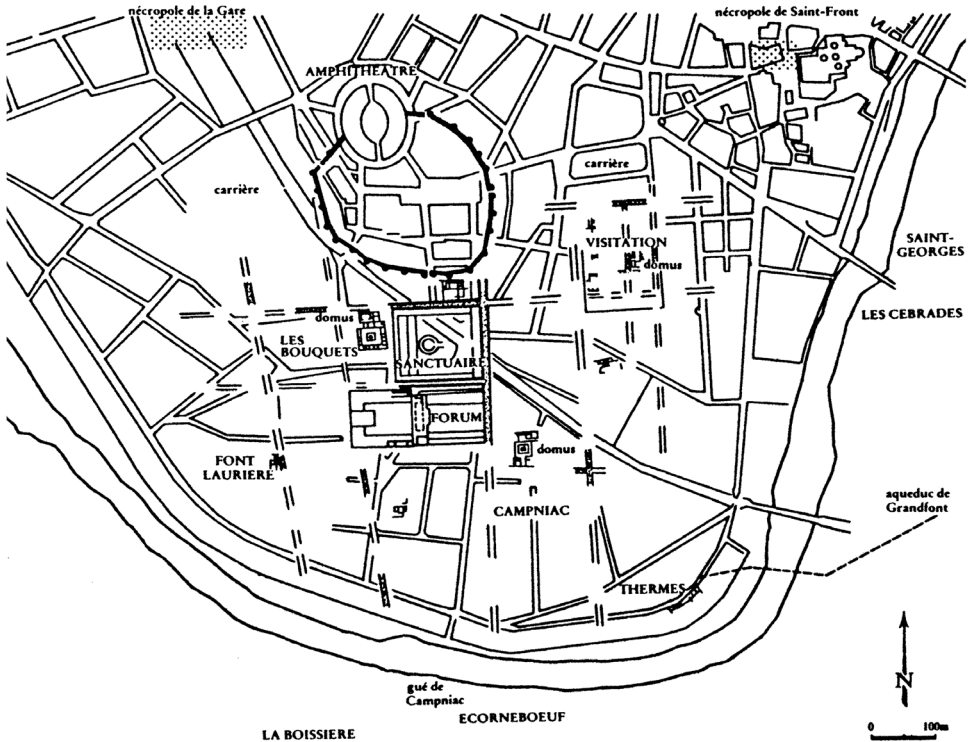 nécropole de la Gare
nécropole de Saint-Front
AMPHITHEATRE
carrière
carrière
VISITATION
domus
SAINT-
GEORGES
LES CEBRADES
domus
LES
BOUQUETS
SANCTUAIRE
FORUM
domus
FONT
LAURIERE
CAMPNIAC
aqueduc de
Grandfont
THERMES
N
gué de
Campniac
ECORNEBOEUF
LA BOISSIERE
0 100m